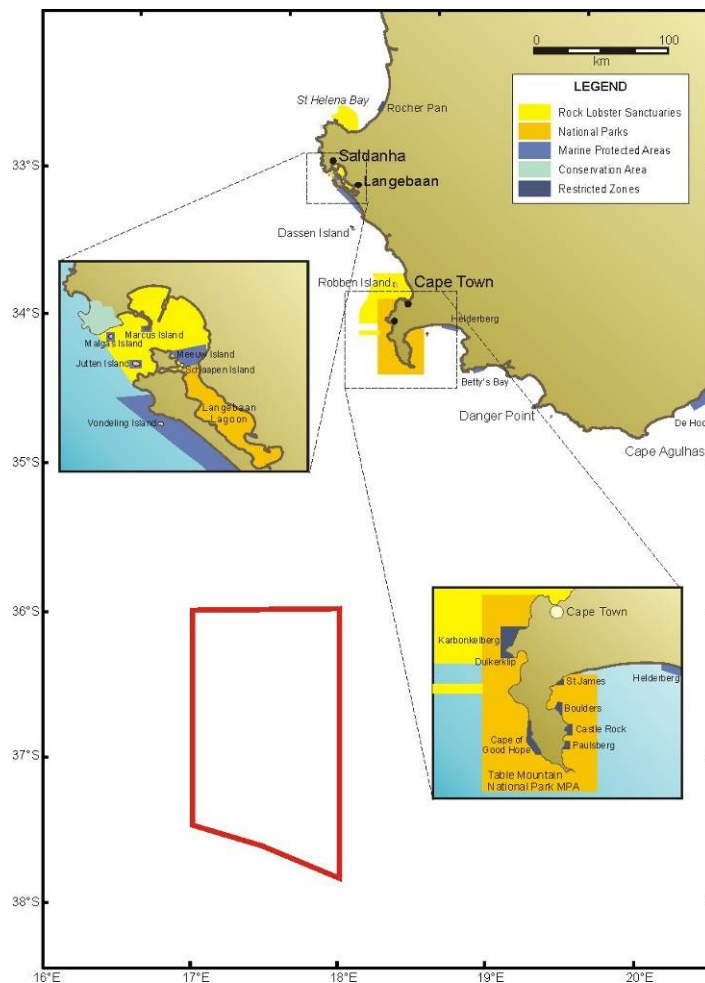 0
100
km
LEGEND
Rock Lobster Sanctuaries
National Parks
Marine Protected Areas
Conservation Area
Restricted Zones
St Helena Bay
Rocher Pan
Saldanha
Langebaan
33°S
Dassen Island
Robben Island
Cape Town
34°S
Helderberg
Betty's Bay
Danger Point
De Hoo
Cape Agulhas
Marcus Island
Malgas Island
Meeuw Island
Jutten Island
Schaapen Island
Langebaan
Lagoon
Vondeling Island
35°S
36°S
Cape Town
Karbonkelberg
Duikerklip
St James
Helderberg
Boulders
Castle Rock
Cape of
Good Hope
Paulsberg
Table Mountain
National Park MPA
37°S
38°S
16°E
17°E
18°E
19°E
20°E